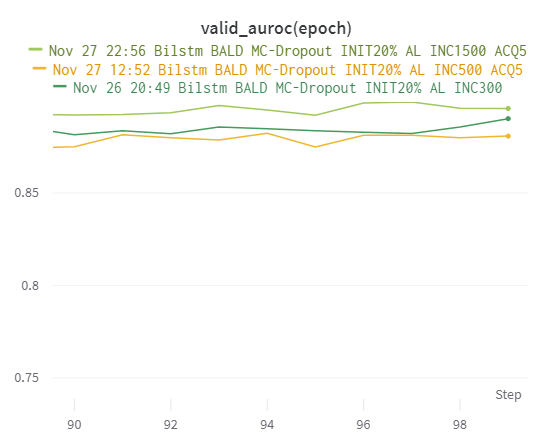 valid_auroc(epoch)
Nov 27 22:56 Bilstm BALD MC-Dropout INIT20% AL INC1500 ACQ5
Nov 27 12:52 Bilstm BALD MC-Dropout INIT20% AL INC500 ACQ5
Nov 26 20:49 Bilstm BALD MC-Dropout INIT20% AL INC300
0.85
0.8
0.75
Step
90 92 94 96 98